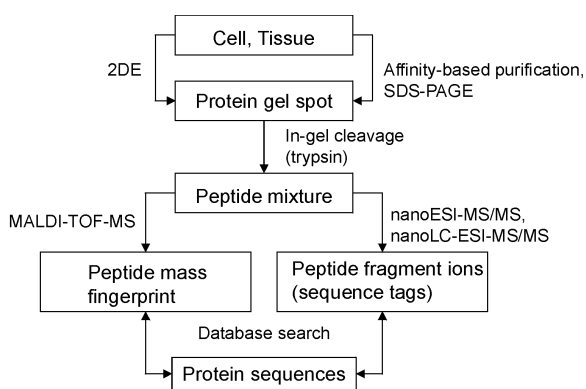 Cell, Tissue
2DE
Affinity-based purification,
SDS-PAGE
Protein gel spot
In-gel cleavage
(trypsin)
Peptide mixture
MALDI-TOF-MS
nanoESI-MS/MS,
nanoLC-ESI-MS/MS
Peptide mass
fingerprint
Peptide fragment ions
(sequence tags)
Database search
Protein sequences